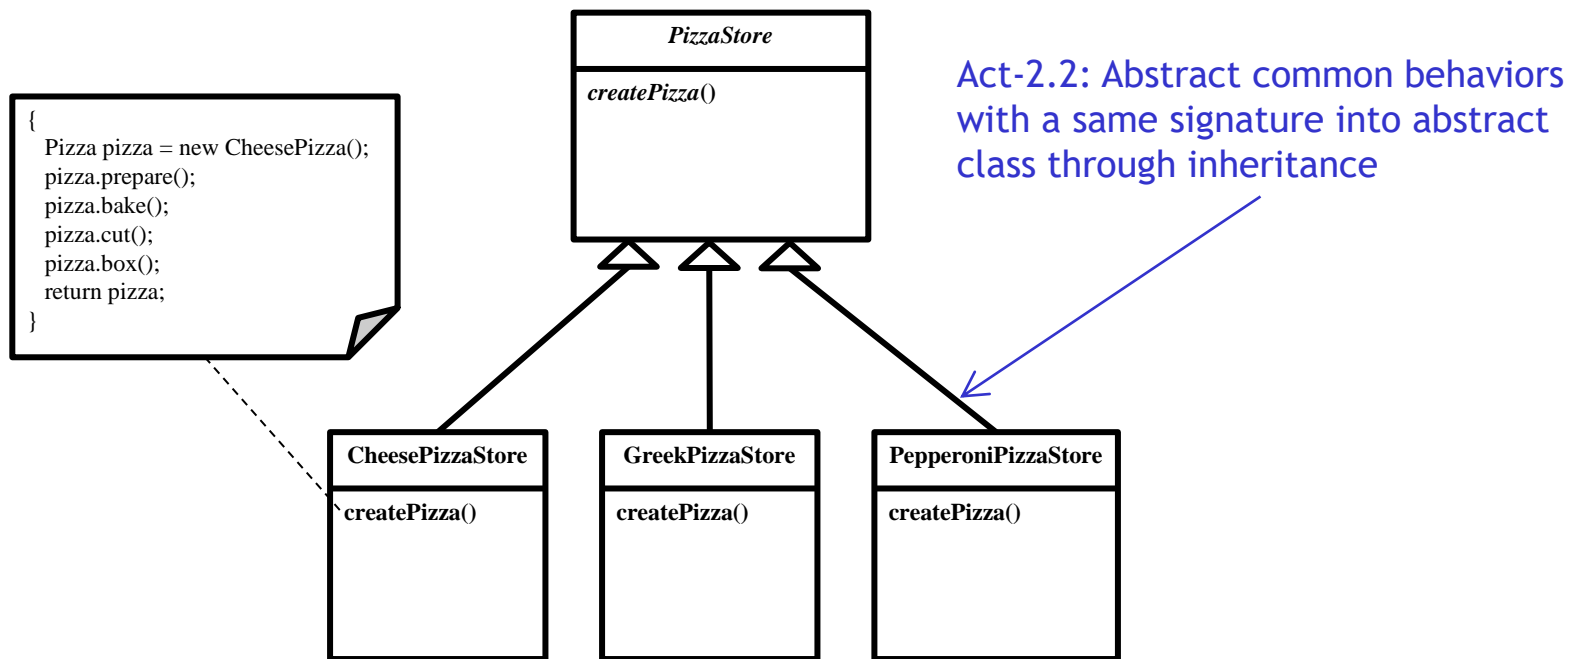 PizzaStore
createPizza()
Act-2.2: Abstract common behaviors
with a same signature into abstract
class through inheritance
{
Pizza pizza = new CheesePizza();
pizza.prepare();
pizza.bake();
pizza.cut();
pizza.box();
return pizza;
}
CheesePizzaStore
createPizza()
GreekPizzaStore
createPizza()
PepperoniPizzaStore
createPizza()